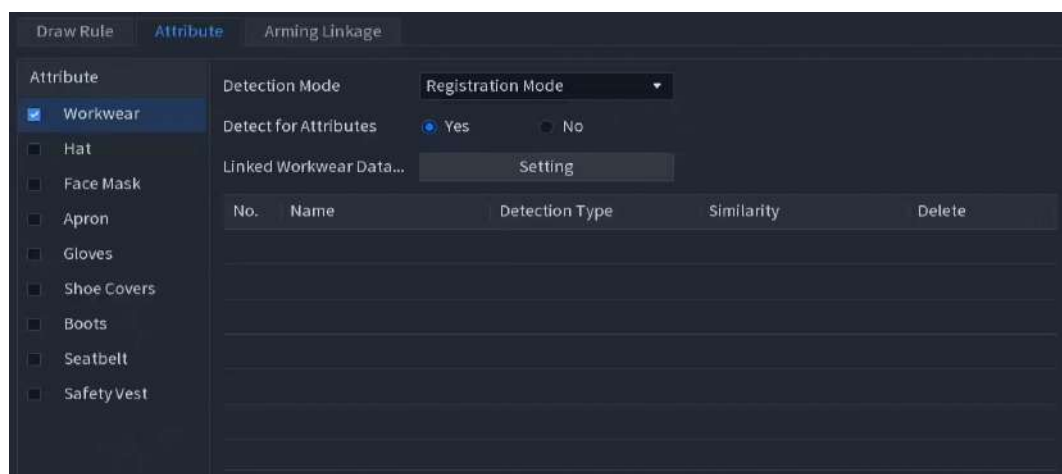 Draw Rule Attribute Arming Linkage
Attribute
Workwear
Hat
Face Mask
Apron
Gloves
Shoe Covers
Boots
Seatbelt
Safety Vest
Detection Mode Registration Mode
Detect for Attributes Yes No
Linked Workwear Data... Setting
No. Name Detection Type Similarity Delete